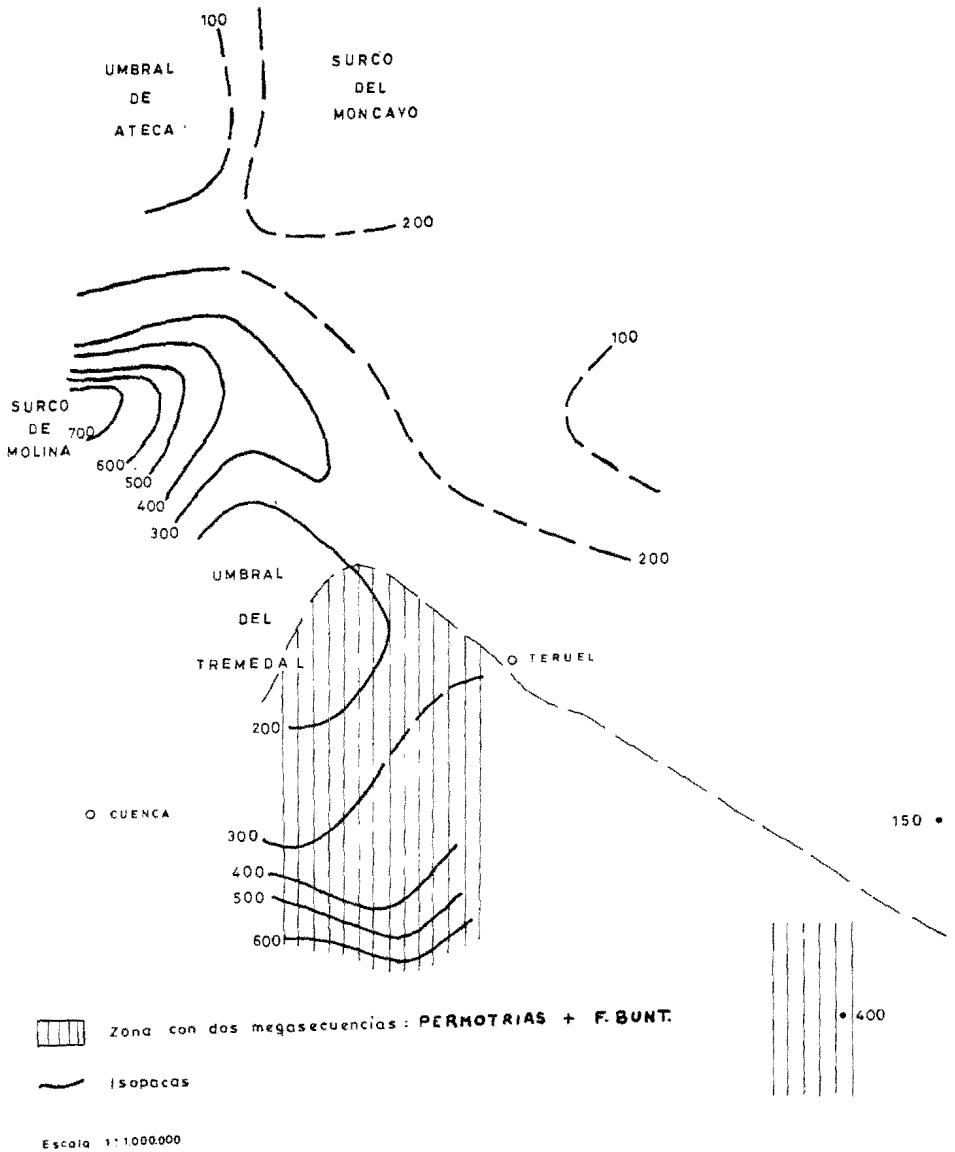 100
UMBRAL
DE
ATECA
SURCO
DEL
MONCAYO
200
100
SURCO
DE
MOLINA
700
600
500
400
300
200
UMBRAL
DEL
TREMEDAL
TERUEL
200
CUENCA
300
400
500
600
150
400
Zona con dos megasecuencias: PERMOTRIAS + F. BUNT.
Isopacas
Escala 1:1.000.000